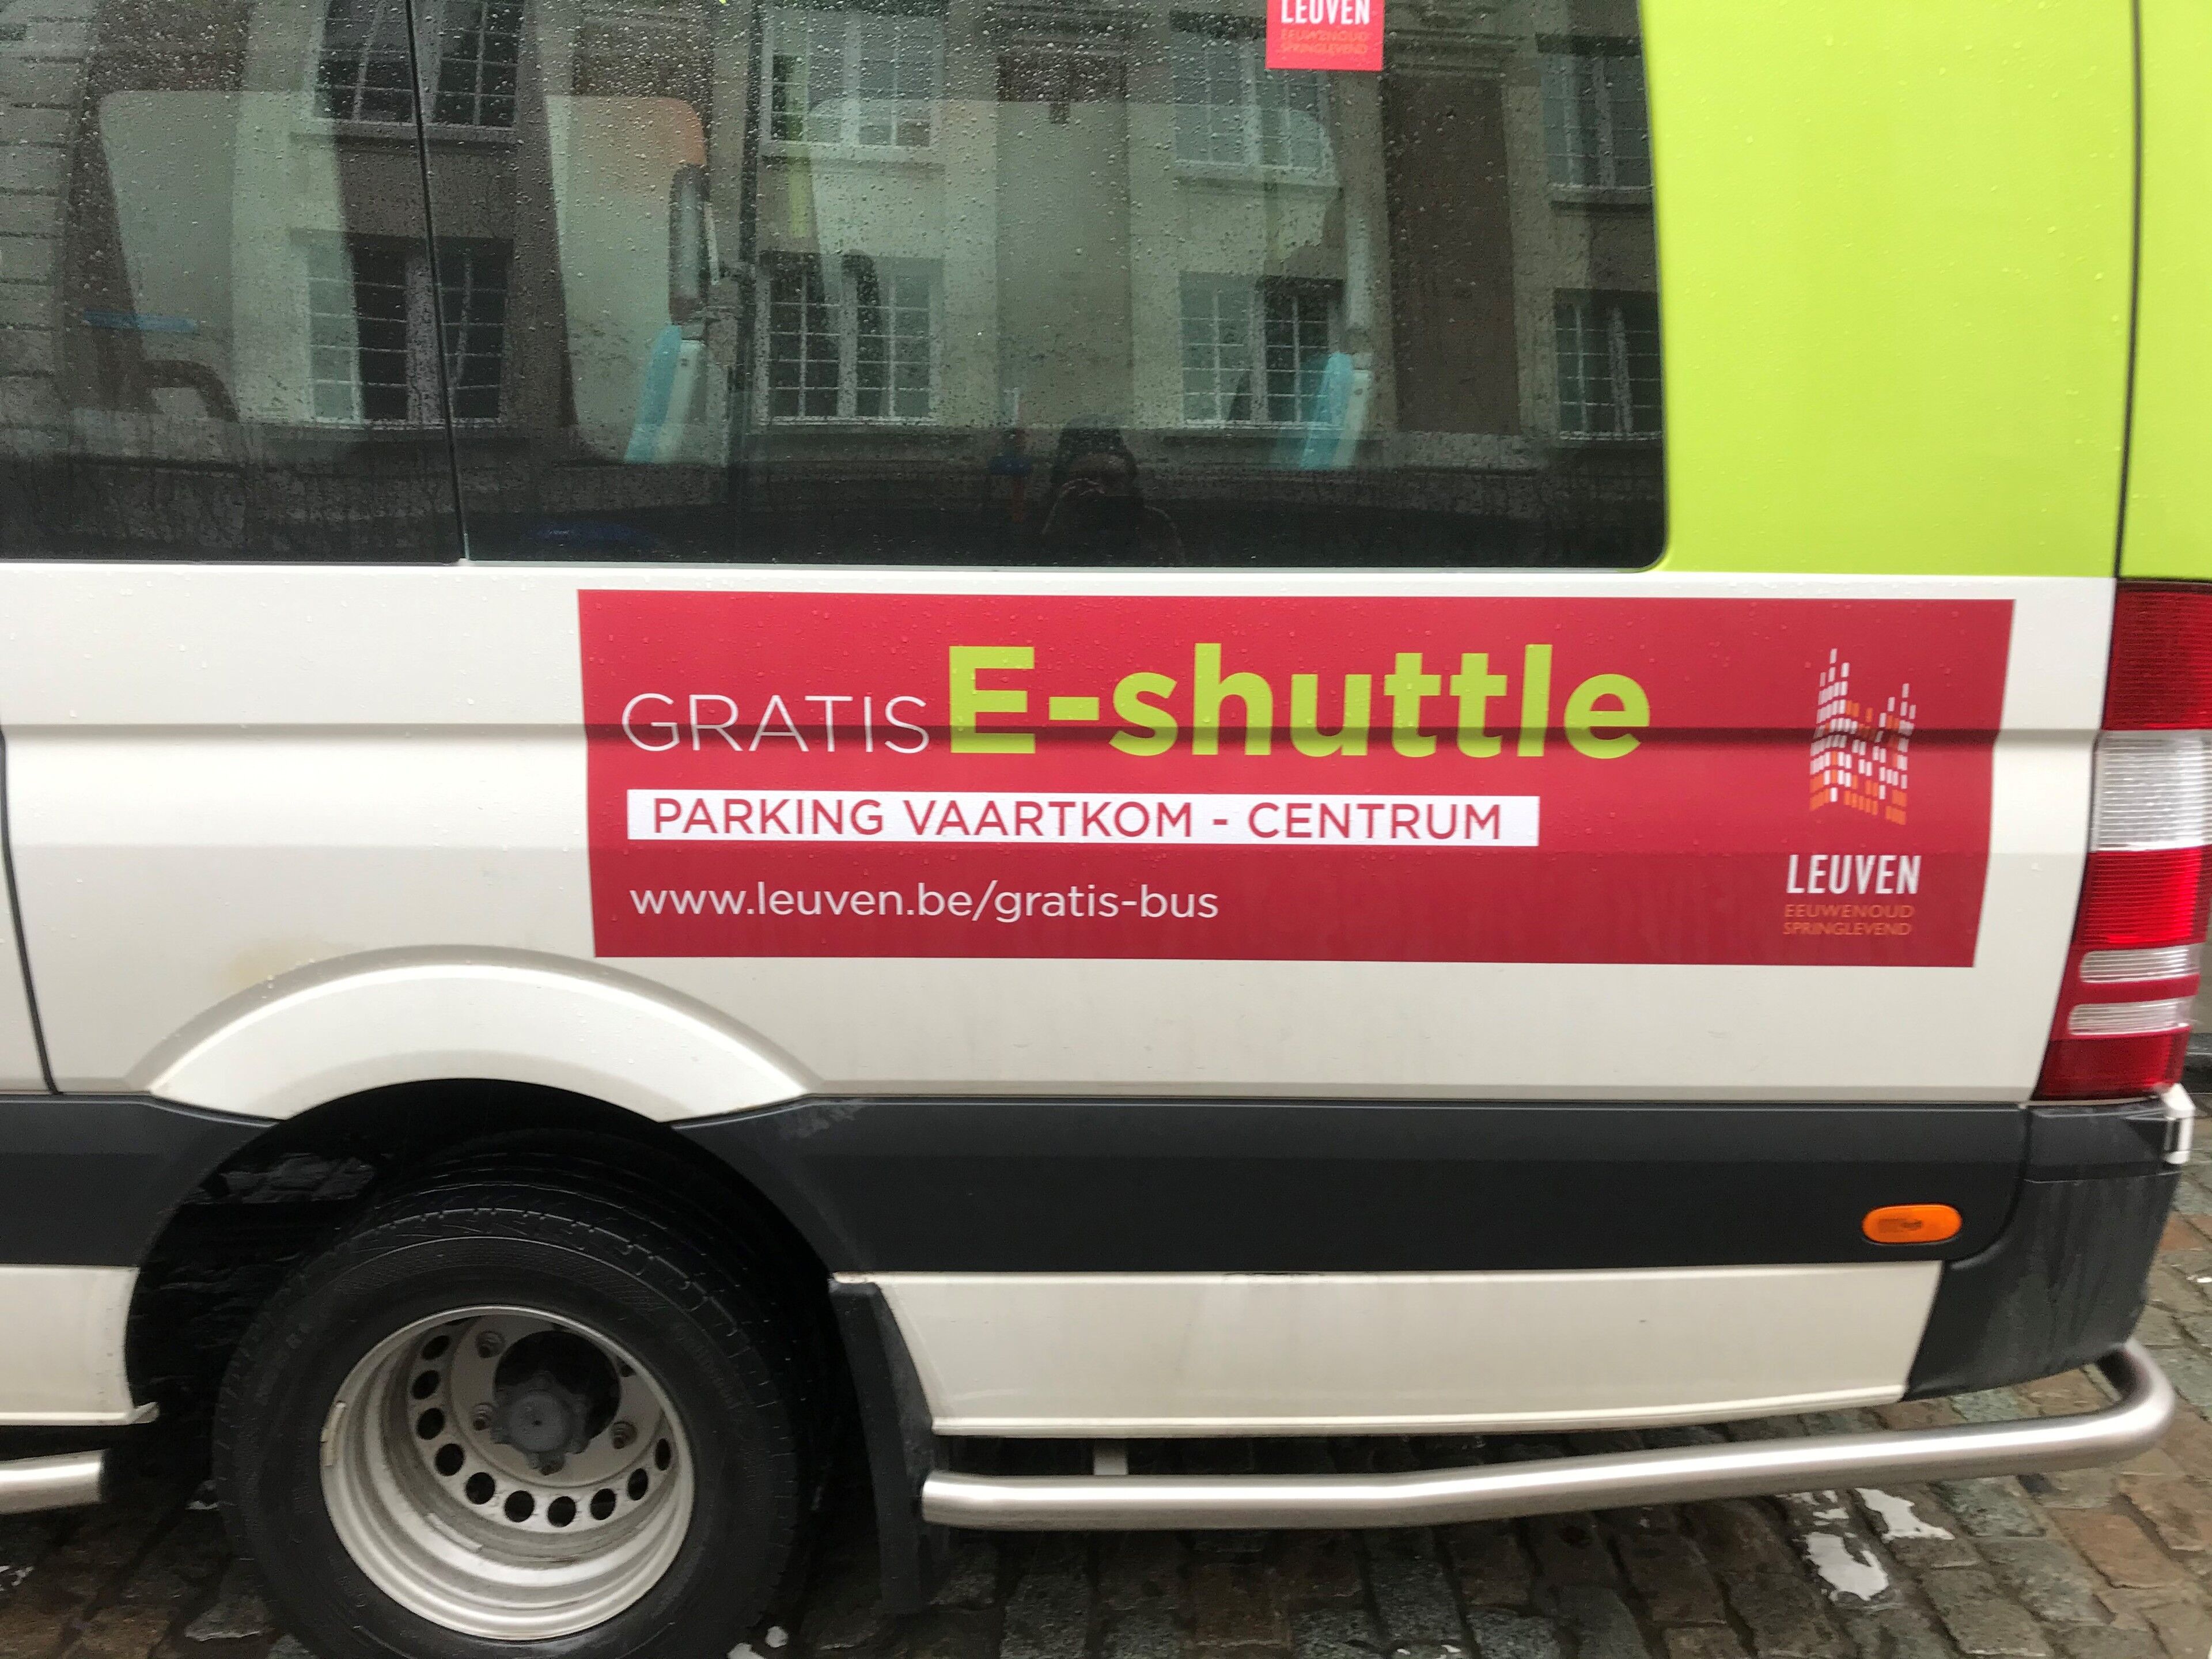 LEUVEN
EEUWENOUD
SPRINGLEVEND
GRATIS E-shuttle
PARKING VAARTKOM - CENTRUM
www.leuven.be/gratis-bus
LEUVEN
EEUWENOUD
SPRINGLEVEND